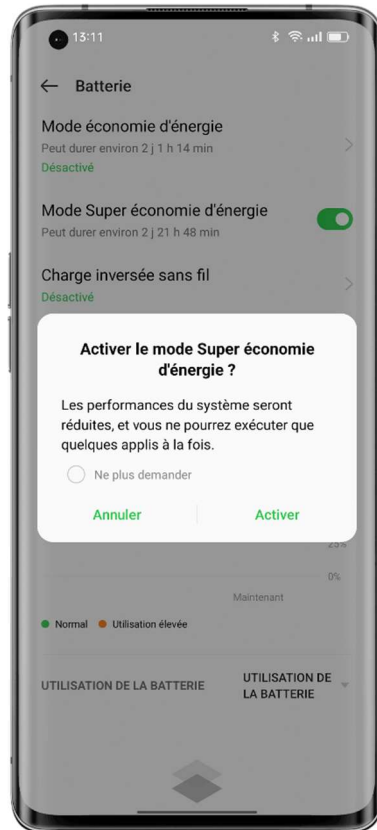 13:11
Batterie
Mode économie d'énergie
Peut durer environ 2 j 1 h 14 min
Désactivé
Mode Super économie d'énergie
Peut durer environ 2 j 21 h 48 min
Charge inversée sans fil
Désactivé
Activer le mode Super économie
d'énergie ?
Les performances du système seront
réduites, et vous ne pourrez exécuter que
quelques applis à la fois.
Ne plus demander
Annuler
Activer
25%
0%
Maintenant
Normal
Utilisation élevée
UTILISATION DE LA BATTERIE
UTILISATION DE
LA BATTERIE